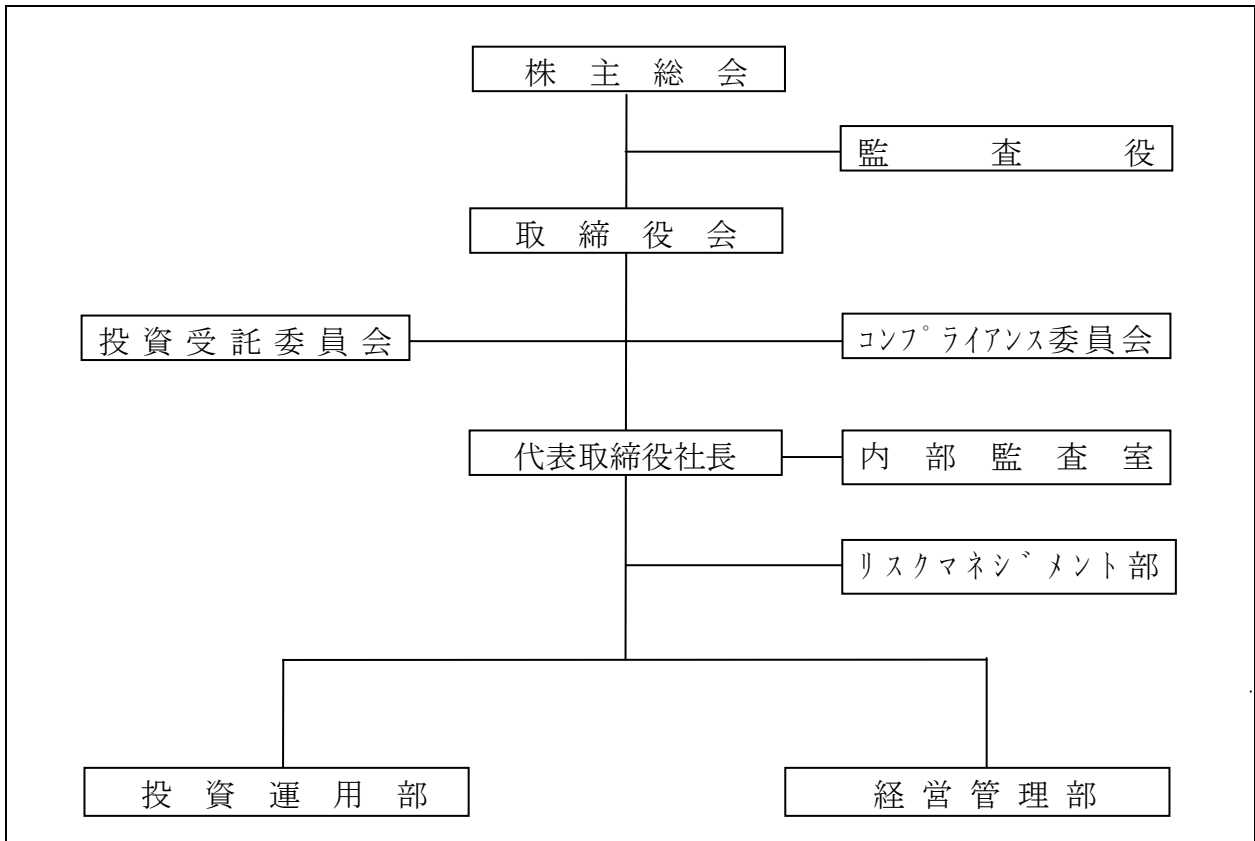 株主総会
監査役
取締役会
投資受託委員会
コンプライアンス委員会
代表取締役社長
内部監査室
リスクマネジメント部
投資運用部
経営管理部